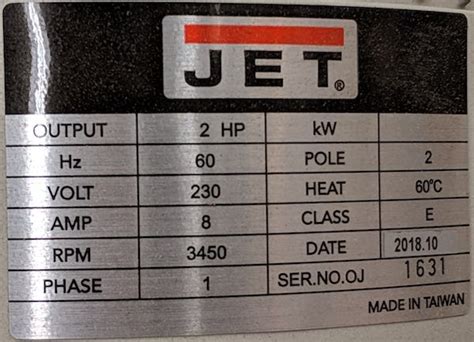 JET®
OUTPUT 2 HP kW
Hz 60 POLE 2
VOLT 230 HEAT 60°C
AMP 8 CLASS E
RPM 3450 DATE 2018.10
PHASE 1 SER.NO.OJ 1631
MADE IN TAIWAN